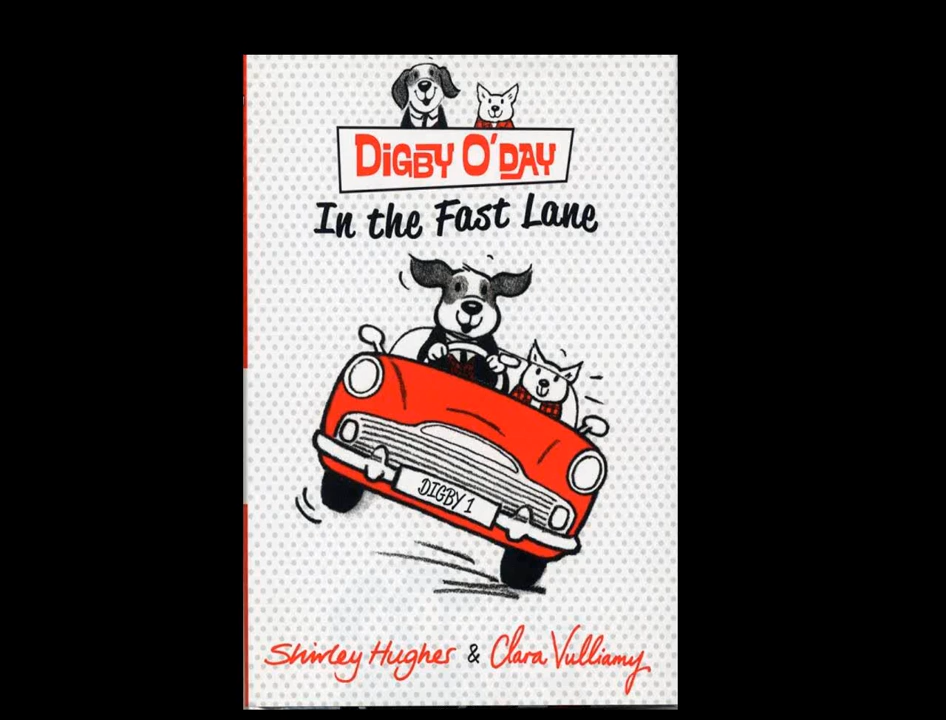 DIGBY O'DAY
In the Fast Lane
DIGBY 1
Shirley Hughes & Clara Vulliamy